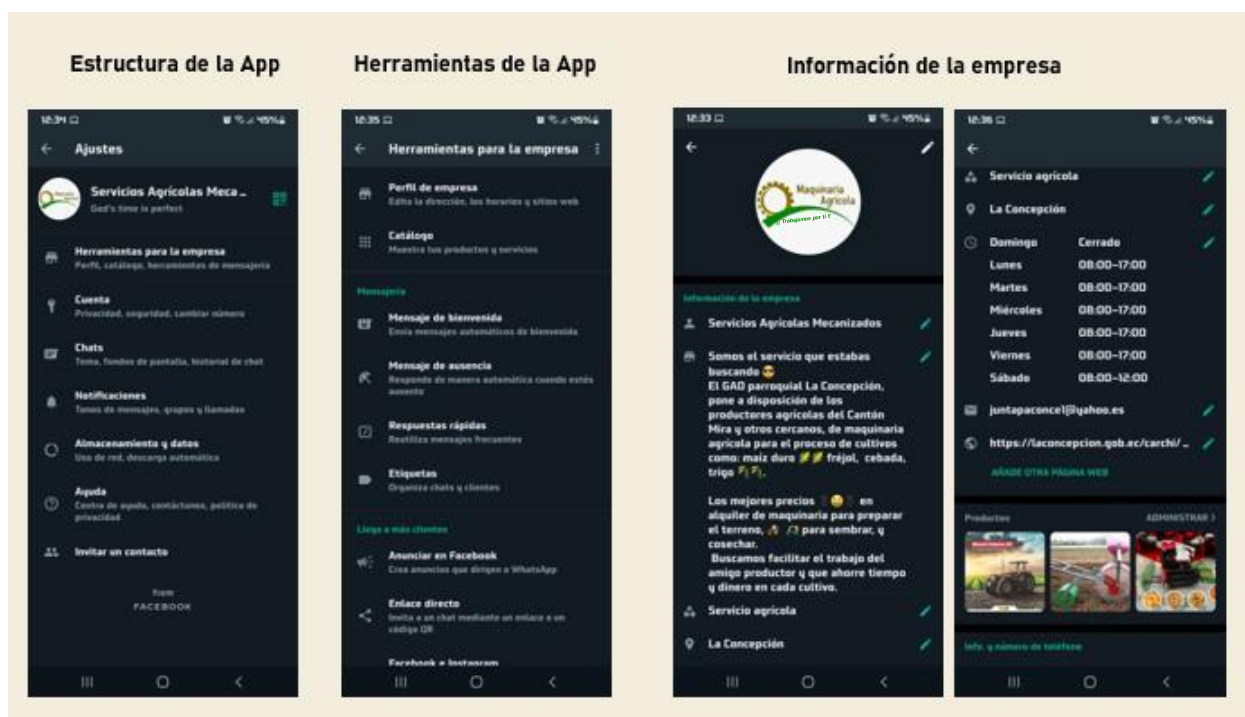 Estructura de la App
Herramientas de la App
Información de la empresa
12:34
45%
Ajustes
Servicios Agrícolas Meca...
God's time is perfect
Herramientas para la empresa
Perfil, catálogo, herramientas de mensajería
Cuenta
Privacidad, seguridad, cambiar número
Chats
Tema, fondos de pantalla, historial de chat
Notificaciones
Tonos de mensajes, grupos y llamadas
Almacenamiento y datos
Uso de red, descarga automática
Ayuda
Centro de ayuda, contáctanos, política de
privacidad
Invitar un contacto
from
FACEBOOK
12:35
45%
Herramientas para la empresa
Perfil de empresa
Edita la dirección, los horarios y sitios web
Catálogo
Muestra tus productos y servicios
Mensajería
Mensaje de bienvenida
Envía mensajes automáticos de bienvenida
Mensaje de ausencia
Responde de manera automática cuando estés
ausente
Respuestas rápidas
Reutiliza mensajes frecuentes
Etiquetas
Organiza chats y clientes
Llega a más clientes
Anunciar en Facebook
Crea anuncios que dirigen a WhatsApp
Enlace directo
Invita a un chat mediante un enlace o un
código QR
Facebook e Instagram
12:33
45%
Maquinaria
Agrícola
Trabajamos por ti
Información de la empresa
Servicios Agrícolas Mecanizados
Somos el servicio que estabas
buscando 😎
El GAD parroquial La Concepción,
pone a disposición de los
productores agrícolas del Cantón
Mira y otros cercanos, de maquinaria
agrícola para el proceso de cultivos
como: maíz duro 🌽🌽 fréjol, cebada,
trigo
Los mejores precios en
alquiler de maquinaria para preparar
el terreno, para sembrar, y
cosechar.
Buscamos facilitar el trabajo del
amigo productor y que ahorre tiempo
y dinero en cada cultivo.
Servicio agrícola
La Concepción
12:36
45%
Servicio agrícola
La Concepción
Domingo Cerrado
Lunes 08:00–17:00
Martes 08:00–17:00
Miércoles 08:00–17:00
Jueves 08:00–17:00
Viernes 08:00–17:00
Sábado 08:00–12:00
juntapaconce1@yahoo.es
https://laconcepcion.gob.ec/carchi/...
AÑADE OTRA PÁGINA WEB
Productos ADMINISTRAR >
Info. y número de teléfono